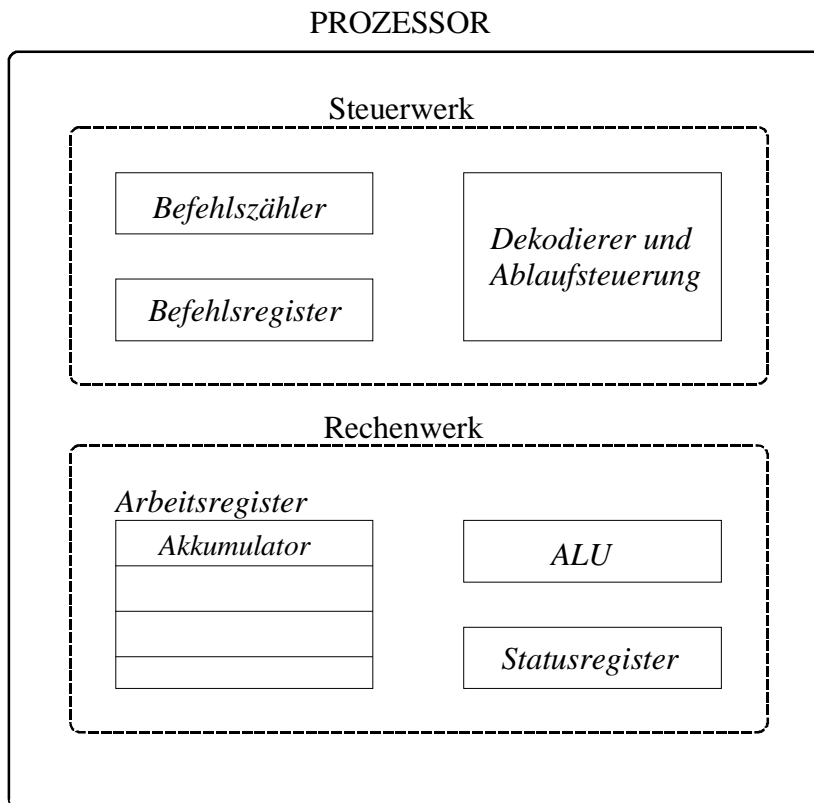 PROZESSOR
Steuerwerk
Befehlszähler
Befehlsregister
Dekodierer und
Ablaufsteuerung
Rechenwerk
Arbeitsregister
Akkumulator
ALU
Statusregister